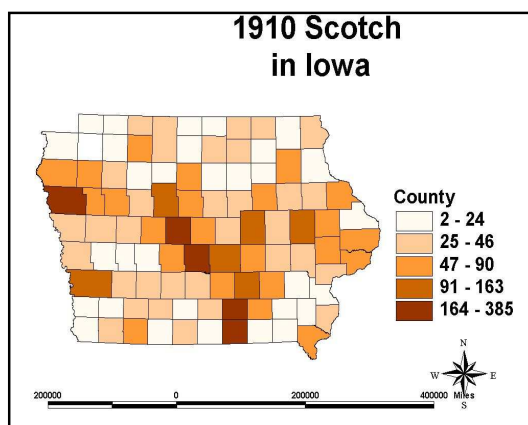 1910 Scotch
in Iowa
County
2 - 24
25 - 46
47 - 90
91 - 163
164 - 385
N
W E
S
200000 0 200000 400000
Miles